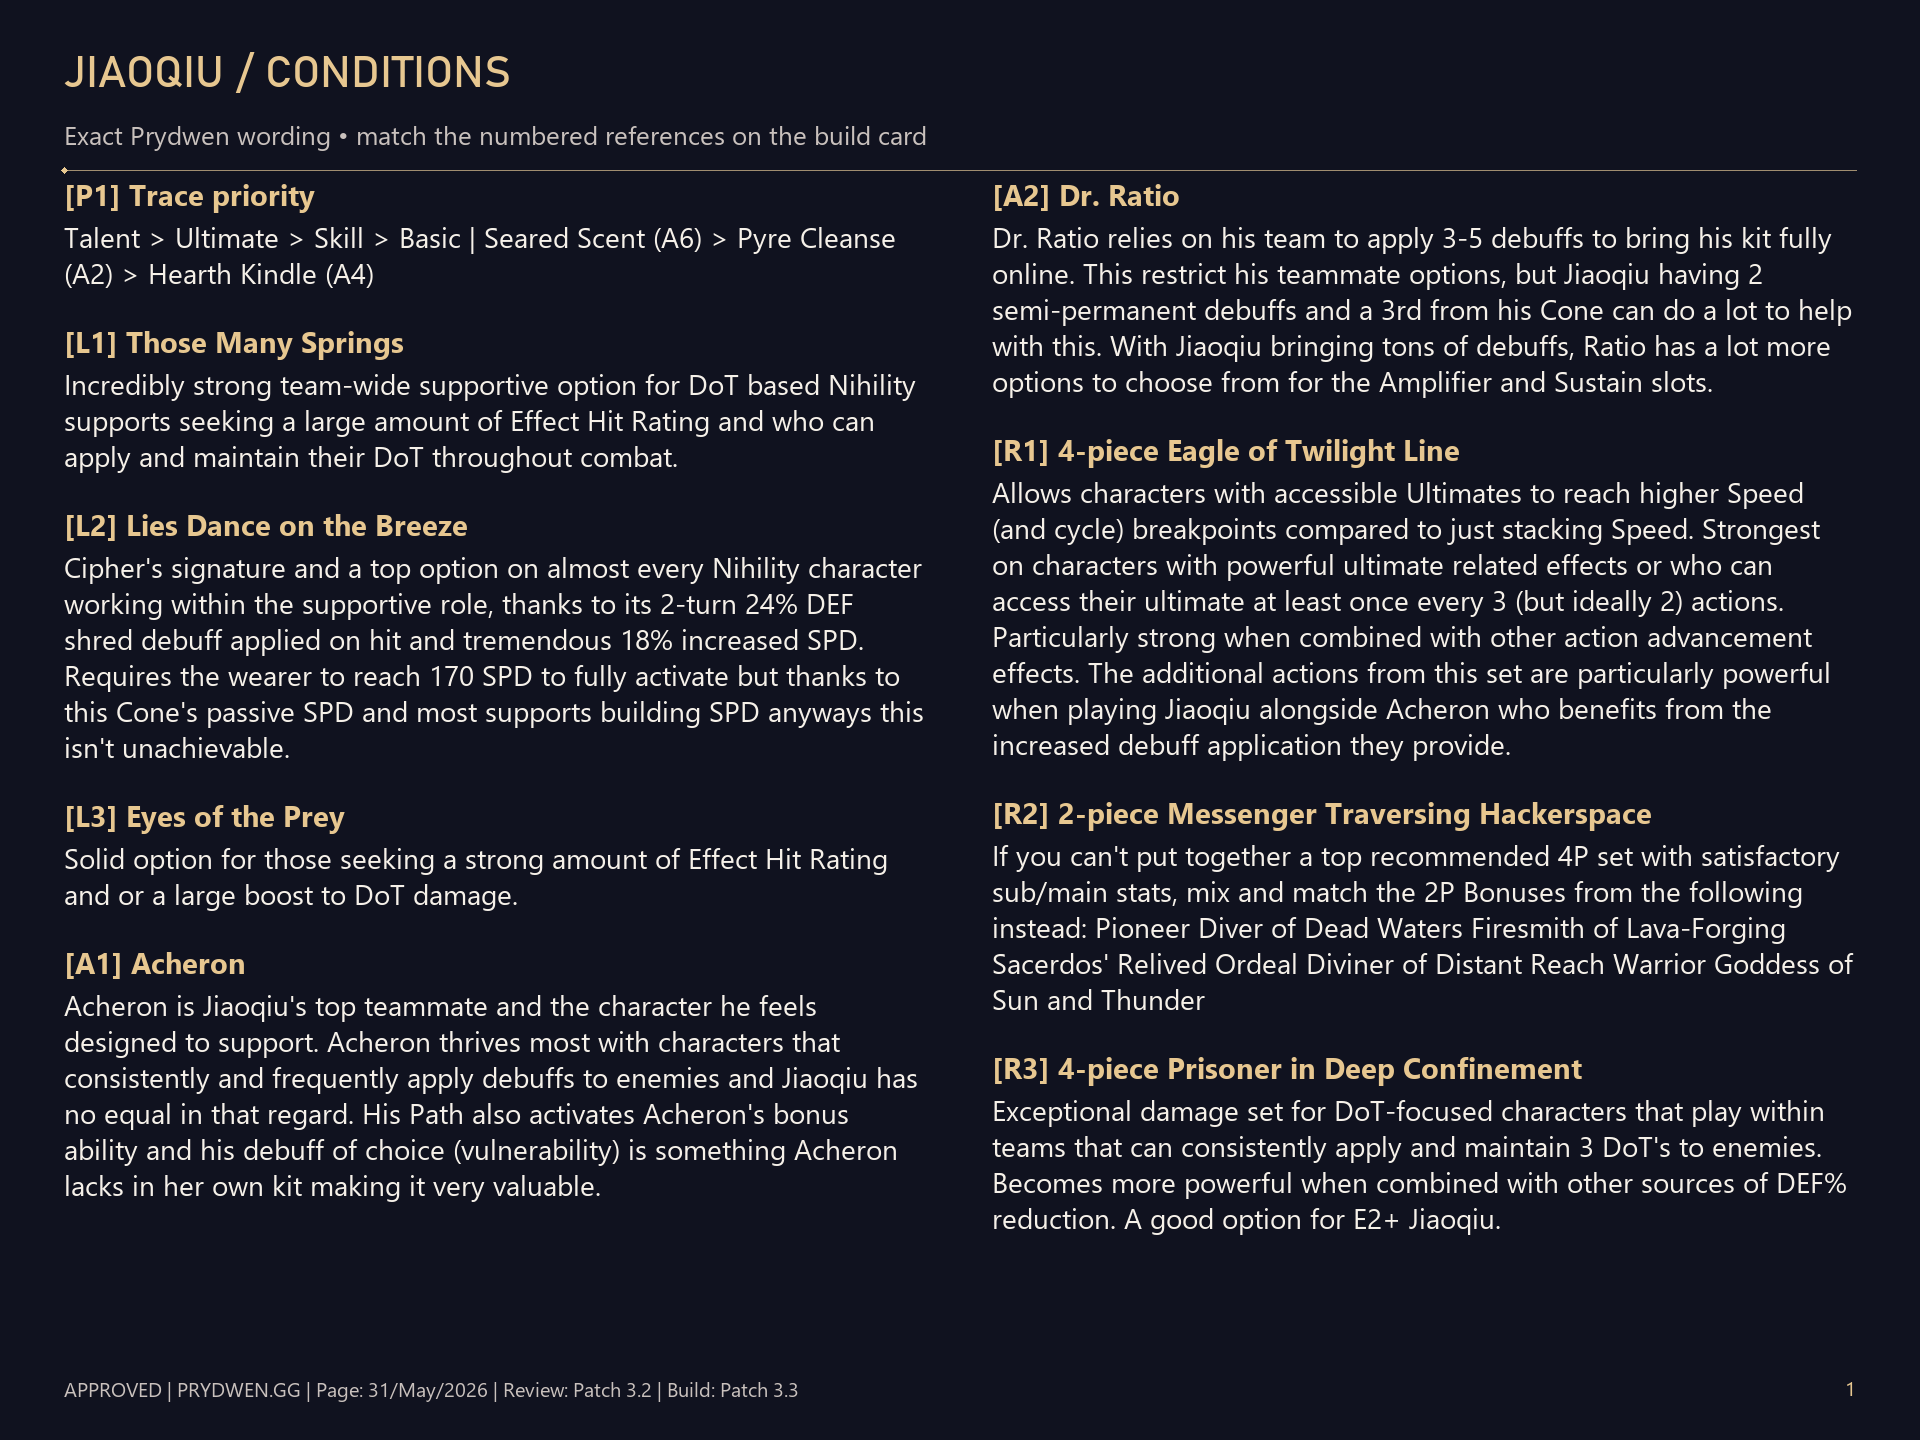 JIAOQIU / CONDITIONS
Exact Prydwen wording • match the numbered references on the build card
[P1] Trace priority
Talent > Ultimate > Skill > Basic | Seared Scent (A6) > Pyre Cleanse
(A2) > Hearth Kindle (A4)
[L1] Those Many Springs
Incredibly strong team-wide supportive option for DoT based Nihility
supports seeking a large amount of Effect Hit Rating and who can
apply and maintain their DoT throughout combat.
[L2] Lies Dance on the Breeze
Cipher's signature and a top option on almost every Nihility character
working within the supportive role, thanks to its 2-turn 24% DEF
shred debuff applied on hit and tremendous 18% increased SPD.
Requires the wearer to reach 170 SPD to fully activate but thanks to
this Cone's passive SPD and most supports building SPD anyways this
isn't unachievable.
[L3] Eyes of the Prey
Solid option for those seeking a strong amount of Effect Hit Rating
and or a large boost to DoT damage.
[A1] Acheron
Acheron is Jiaoqiu's top teammate and the character he feels
designed to support. Acheron thrives most with characters that
consistently and frequently apply debuffs to enemies and Jiaoqiu has
no equal in that regard. His Path also activates Acheron's bonus
ability and his debuff of choice (vulnerability) is something Acheron
lacks in her own kit making it very valuable.
[A2] Dr. Ratio
Dr. Ratio relies on his team to apply 3-5 debuffs to bring his kit fully
online. This restrict his teammate options, but Jiaoqiu having 2
semi-permanent debuffs and a 3rd from his Cone can do a lot to help
with this. With Jiaoqiu bringing tons of debuffs, Ratio has a lot more
options to choose from for the Amplifier and Sustain slots.
[R1] 4-piece Eagle of Twilight Line
Allows characters with accessible Ultimates to reach higher Speed
(and cycle) breakpoints compared to just stacking Speed. Strongest
on characters with powerful ultimate related effects or who can
access their ultimate at least once every 3 (but ideally 2) actions.
Particularly strong when combined with other action advancement
effects. The additional actions from this set are particularly powerful
when playing Jiaoqiu alongside Acheron who benefits from the
increased debuff application they provide.
[R2] 2-piece Messenger Traversing Hackerspace
If you can't put together a top recommended 4P set with satisfactory
sub/main stats, mix and match the 2P Bonuses from the following
instead: Pioneer Diver of Dead Waters Firesmith of Lava-Forging
Sacerdos' Relived Ordeal Diviner of Distant Reach Warrior Goddess of
Sun and Thunder
[R3] 4-piece Prisoner in Deep Confinement
Exceptional damage set for DoT-focused characters that play within
teams that can consistently apply and maintain 3 DoT's to enemies.
Becomes more powerful when combined with other sources of DEF%
reduction. A good option for E2+ Jiaoqiu.
APPROVED | PRYDWEN.GG | Page: 31/May/2026 | Review: Patch 3.2 | Build: Patch 3.3
1